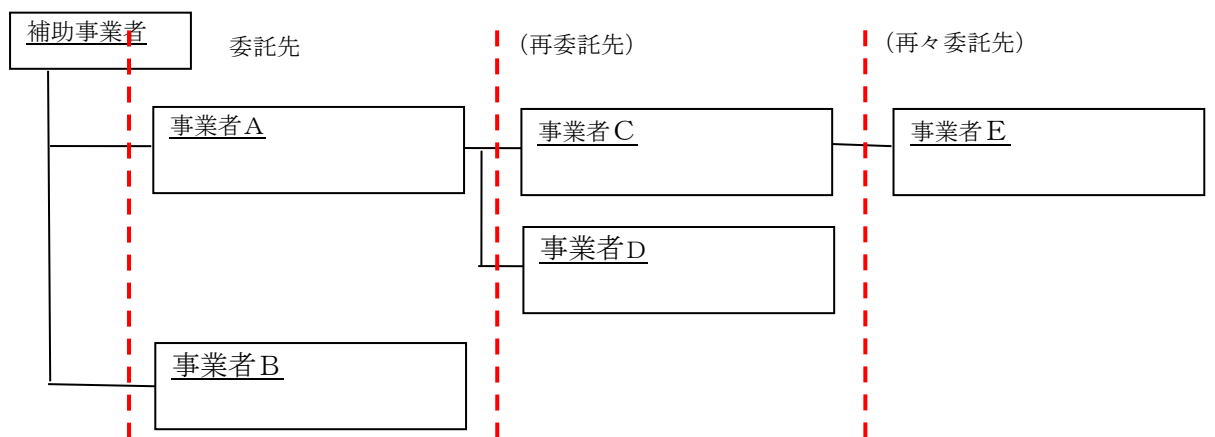 補助事業者
委託先
（再委託先）
（再々委託先）
事業者A
事業者C
事業者E
事業者D
事業者B